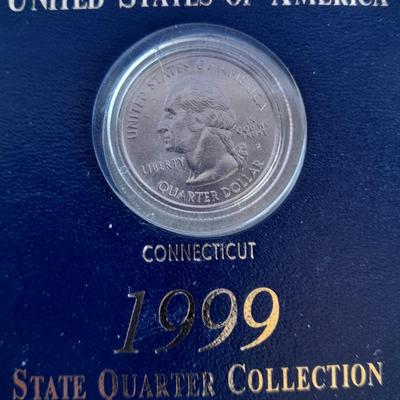 UNITED STATES OF AMERICA
UNITED STATES OF AMERICA
LIBERTY
IN
GOD WE
TRUST
P
QUARTER DOLLAR
CONNECTICUT
1999
STATE QUARTER COLLECTION